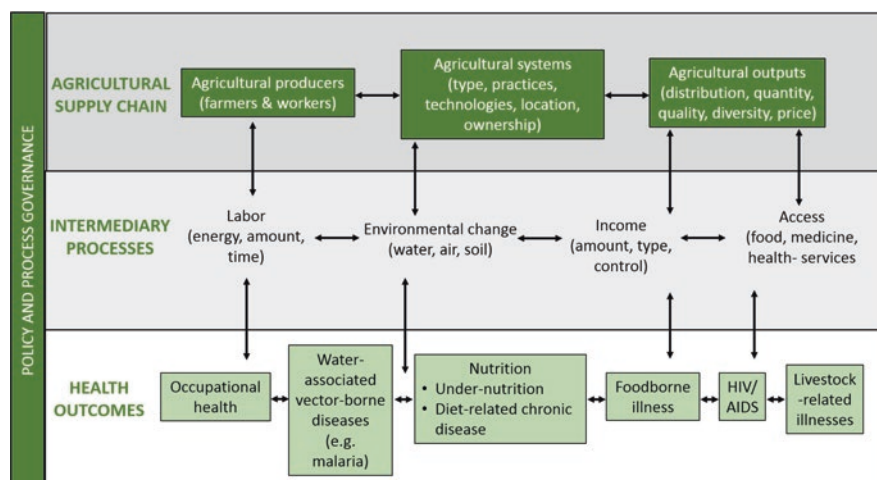 POLICY AND PROCESS GOVERNANCE
AGRICULTURAL
SUPPLY CHAIN
Agricultural producers
(farmers & workers)
Agricultural systems
(type, practices,
technologies, location,
ownership)
Agricultural outputs
(distribution, quantity,
quality, diversity, price)
INTERMEDIARY
PROCESSES
Labor
(energy, amount,
time)
Environmental change
(water, air, soil)
Income
(amount, type,
control)
Access
(food, medicine,
health- services
HEALTH
OUTCOMES
Occupational
health
Water-
associated
vector-borne
diseases
(e.g.
malaria)
Nutrition
• Under-nutrition
• Diet-related chronic
disease
Foodborne
illness
HIV/
AIDS
Livestock
-related
illnesses